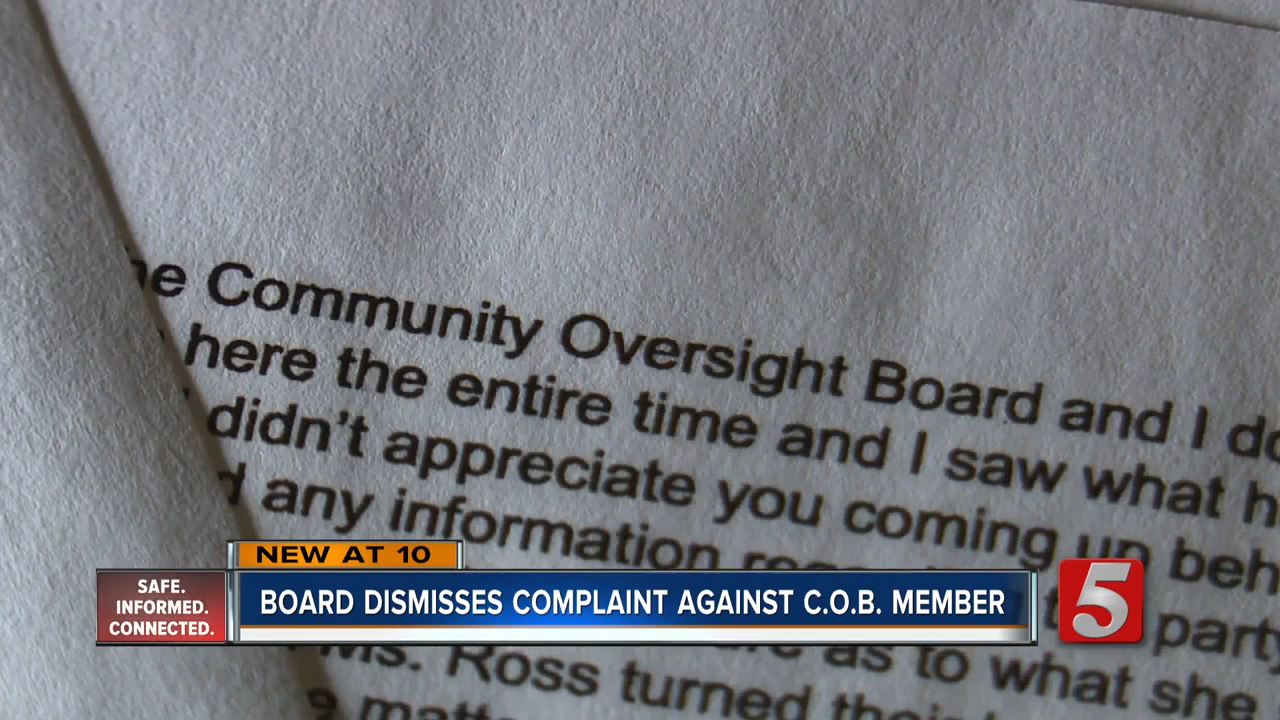 Community Oversight Board and I
here the entire time and I saw what
didn't appreciate you coming up
any information
party
Ms. Ross turned
as to what she
NEW AT 10
SAFE.
INFORMED.
CONNECTED.
BOARD DISMISSES COMPLAINT AGAINST C.O.B. MEMBER
5